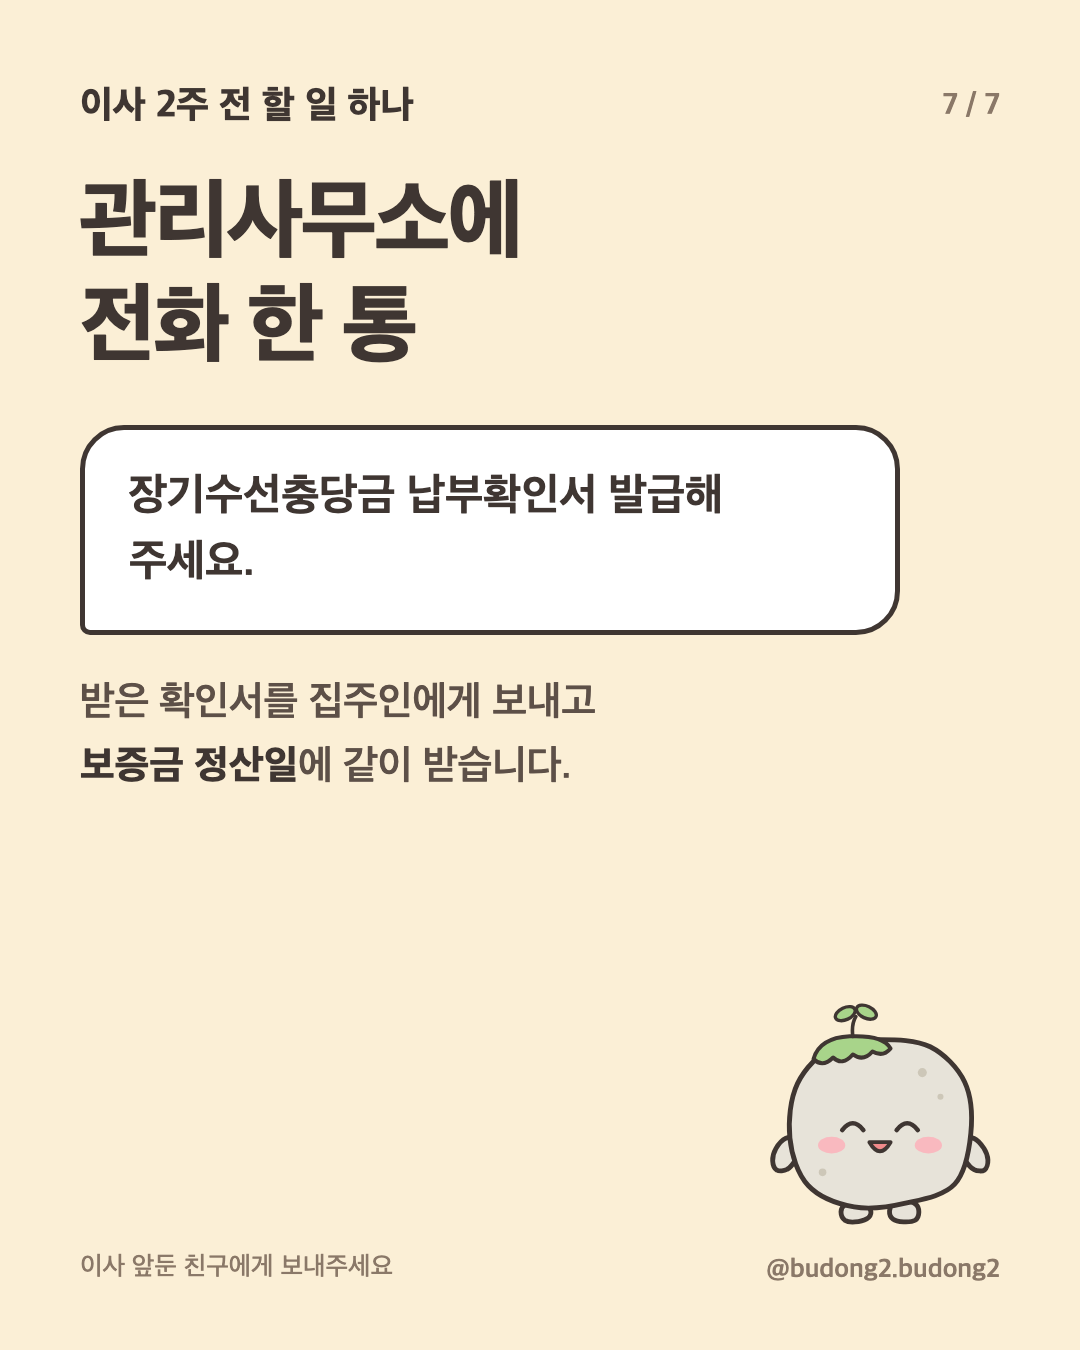 이사 2주 전 할 일 하나
7 / 7
관리사무소에
전화 한 통
장기수선충당금 납부확인서 발급해
주세요.
받은 확인서를 집주인에게 보내고
보증금 정산일에 같이 받습니다.
이사 앞둔 친구에게 보내주세요
@budong2.budong2